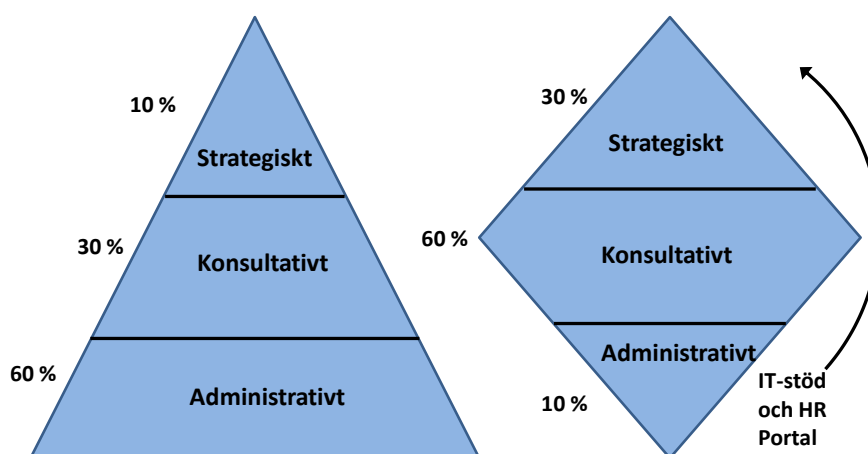 10 %
Strategiskt
30 %
Konsultativt
60 %
Administrativt
30 %
Strategiskt
60 %
Konsultativt
Administrativt
10 %
IT-stöd
och HR
Portal